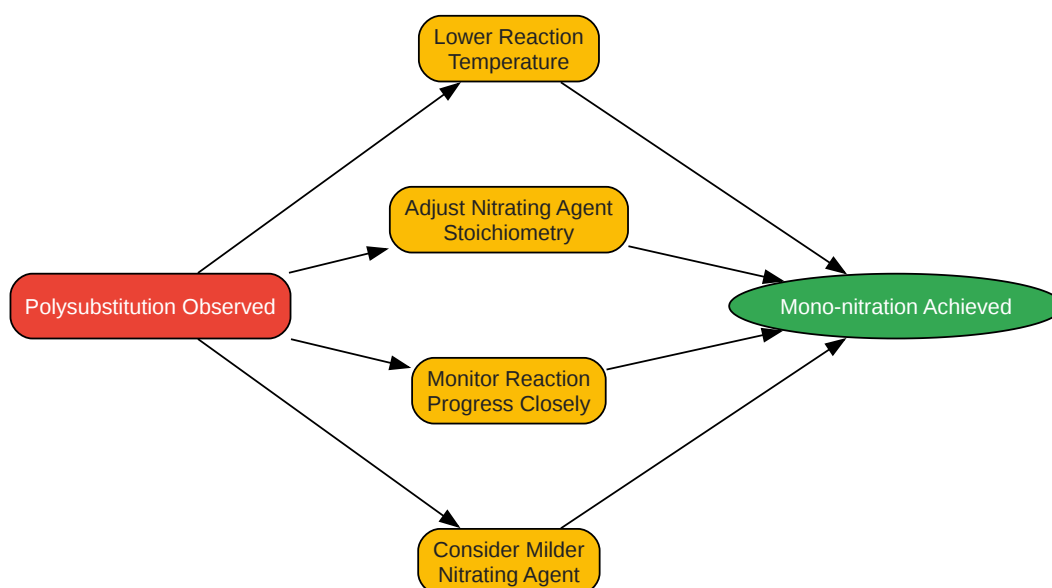 Lower Reaction
Temperature
Adjust Nitrating Agent
Stoichiometry
Polysubstitution Observed
Mono-nitration Achieved
Monitor Reaction
Progress Closely
Consider Milder
Nitrating Agent